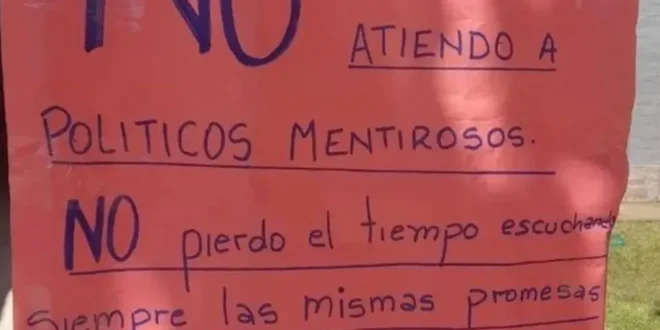 NO ATIENDO A
POLITICOS MENTIROSOS.
NO pierdo el tiempo escuchando
siempre las mismas promesas